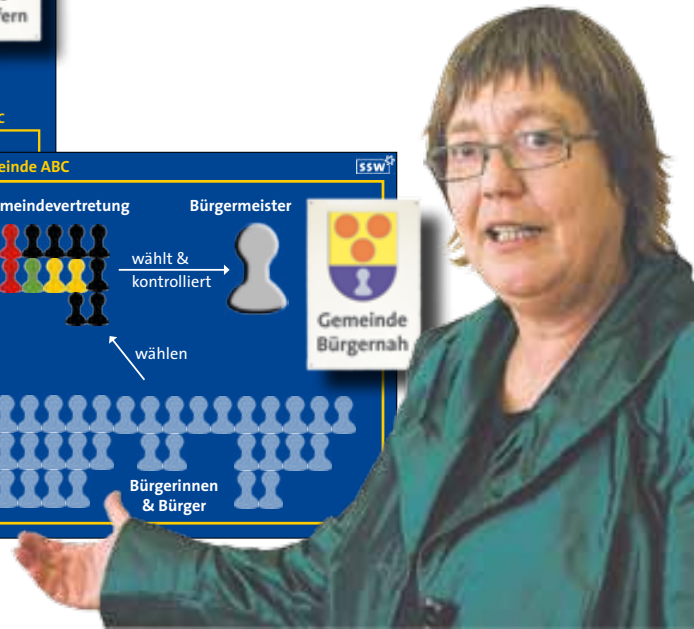 fern
C
einde ABC
ssw
meindevertretung
Bürgermeister
wählt &
kontrolliert
Gemeinde
Bürgernah
wählen
Bürgerinnen
& Bürger